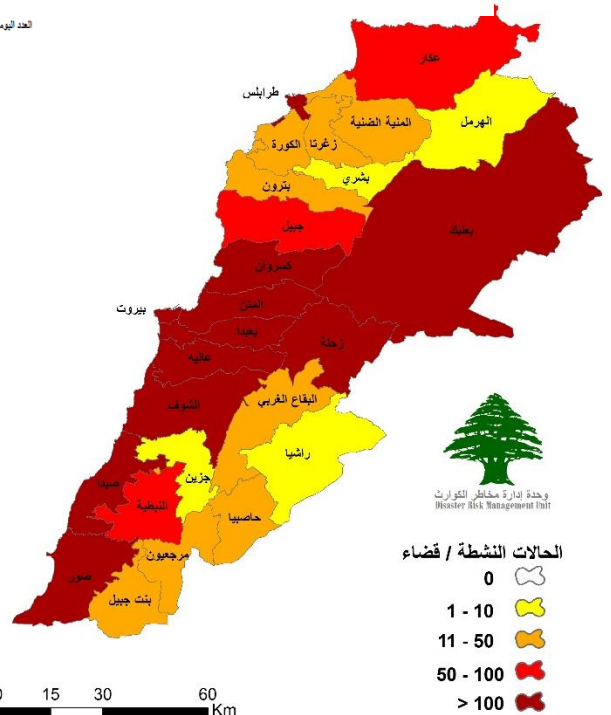 العدد اليوم
عكار
طرابلس
المنية الضنية
الهرمل
زغرتا
الكورة
بشري
بترون
جبيل
بعلبك
كسروان
المتن
بيروت
بعبدا
زحلة
عاليه
البقاع الغربي
الشوف
راشيا
جزين
صيدا
النبطية
حاصبيا
مرجعيون
صور
بنت جبيل
وحدة إدارة مخاطر الكوارث
Disaster Risk Management Unit
الحالات النشطة / قضاء
0
1 - 10
11 - 50
50 - 100
> 100
0 15 30 60
Km